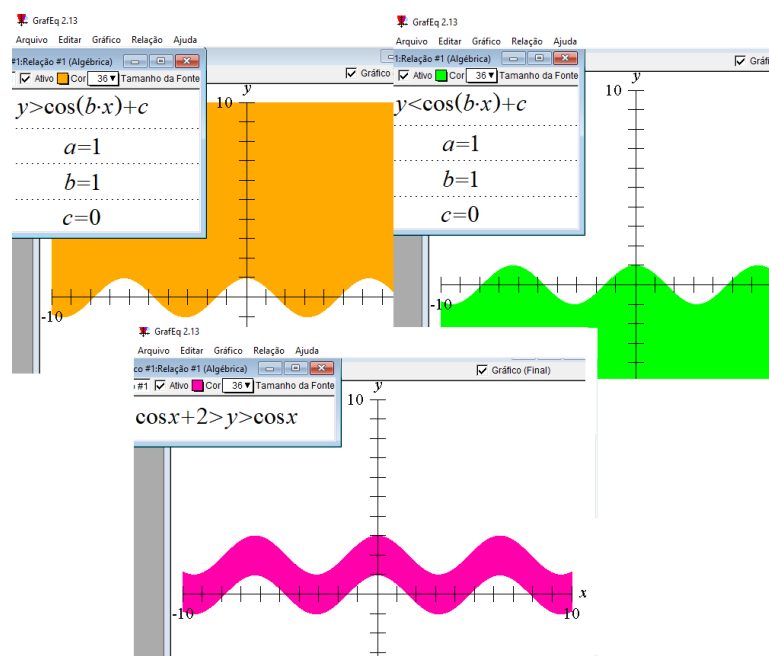 GrafEq 2.13
Arquivo Editar Gráfico Relação Ajuda
#1:Relação #1 (Algébrica)
Ativo Cor 36 Tamanho da Fonte
y>cos(b·x)+c
a=1
b=1
c=0
Gráfico
y
10
-10
GrafEq 2.13
Arquivo Editar Gráfico Relação Ajuda
1:Relação #1 (Algébrica)
Ativo Cor 36 Tamanho da Fonte
y<cos(b·x)+c
a=1
b=1
c=0
y
10
-10
GrafEq 2.13
Arquivo Editar Gráfico Relação Ajuda
co #1:Relação #1 (Algébrica)
#1 Ativo Cor 36 Tamanho da Fonte
cosx+2>y>cosx
Gráfico (Final)
y
10
x
-10
10